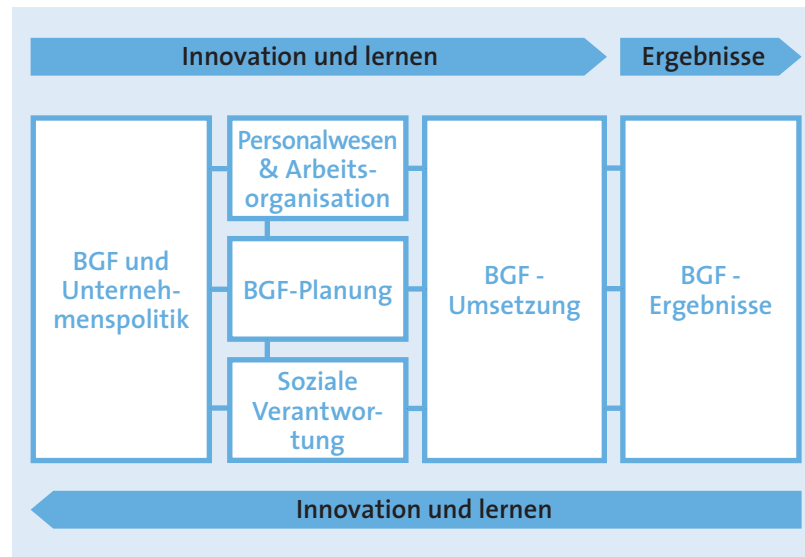 Innovation und lernen
Ergebnisse
BGF und
Unterneh-
menspolitik
Personalwesen
& Arbeits-
organisation
BGF-Planung
Soziale
Verantwor-
tung
BGF -
Umsetzung
BGF -
Ergebnisse
Innovation und lernen